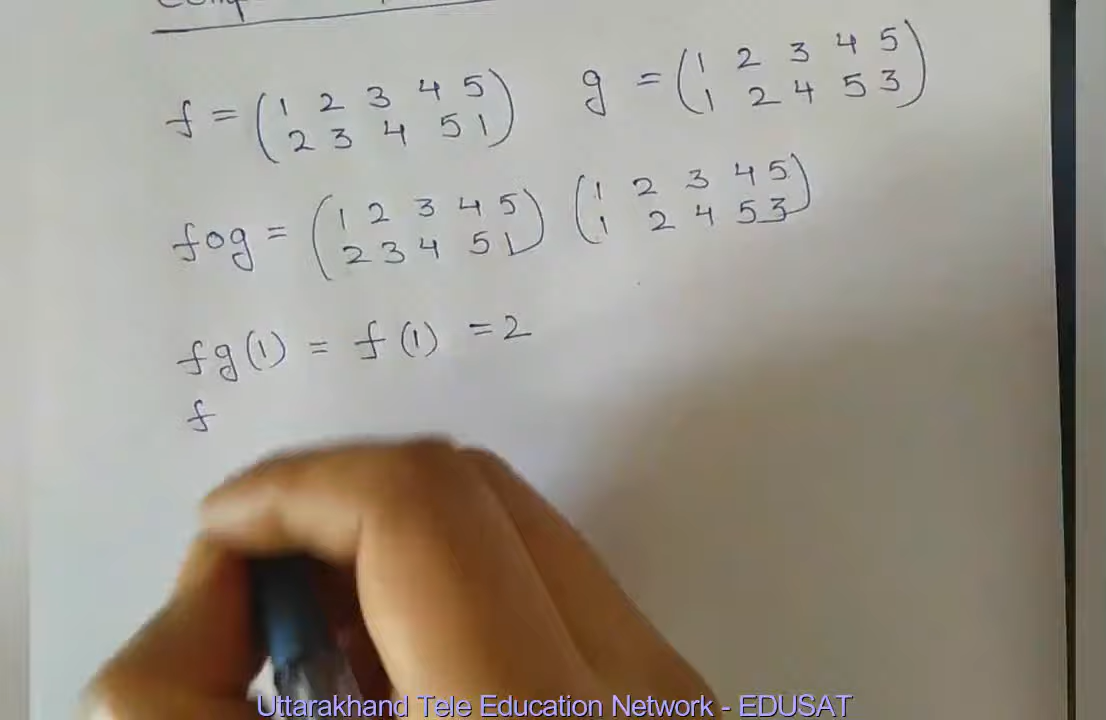 f = (1 2 3 4 5   g = (1 2 3 4 5
2 3 4 5 1)   1 2 4 5 3)
fog = (1 2 3 4 5   (1 2 3 4 5
2 3 4 5 1)   1 2 4 5 3)
fg(1) = f(1) = 2
f
Uttarakhand Tele Education Network - EDUSAT